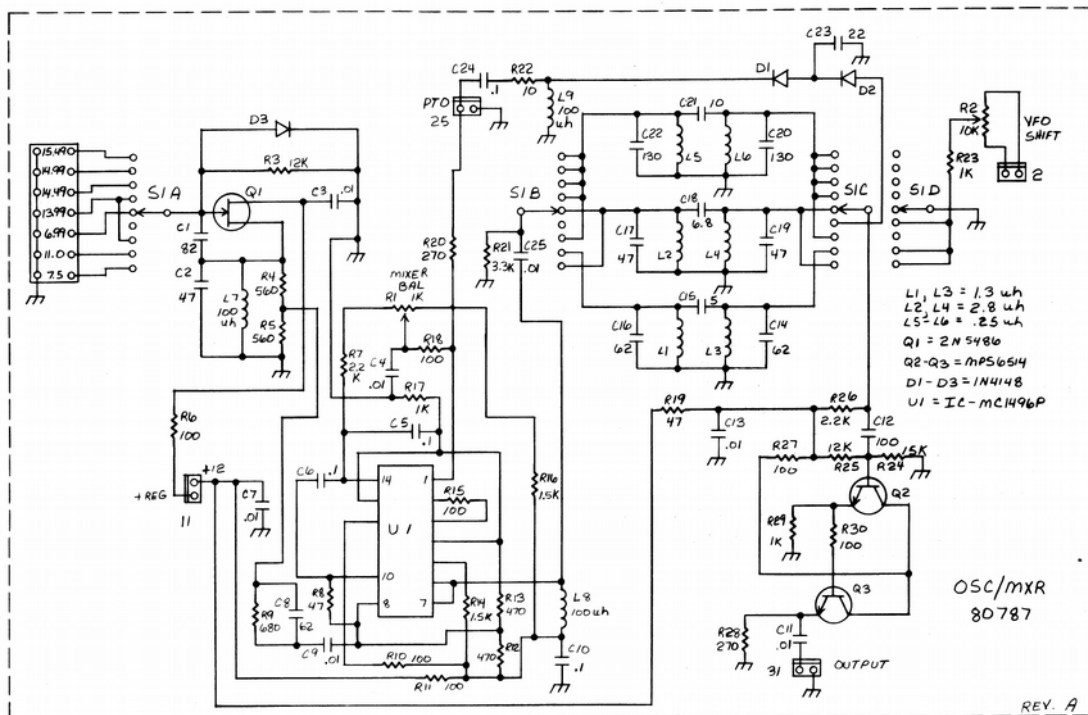 C23 22
D1
D2
C24 .1
R22 10
L9 100 uh
PTO 25
C21 10
C22 130
L5
L6
C20 130
R2 10K
VFO SHIFT
R23 1K
2
D3
R3 12K
Q1
C3 .01
15.49
14.99
14.49
13.99
6.99
11.0
7.5
S1A
S1B
S1C
S1D
C1 82
C2 47
L7 100 uh
R4 560
R5 560
R20 270
R21 3.3K
C25 .01
C18 6.8
C17 47
L2
L4
C19 47
MIXER BAL
R1 1K
R7 2.2 K
C4 .01
R18 100
R17 1K
C15 5
C16 62
L1
L3
C14 62
L1, L3 = 1.3 uh
L2, L4 = 2.8 uh
L5-L6 = .25 uh
Q1 = 2N5486
Q2-Q3 = MPS6514
D1-D3 = 1N4148
U1 = IC-MC1496P
R6 100
+12
+REG
11
C7 .01
C5 .1
C6 .1
14
1
U1
10
8
7
R15 100
R16 1.5K
R19 47
C13 .01
R26 2.2K
C12 100
R27 100
12K R25
R24 15K
Q2
R29 1K
R30 100
Q3
R8 47
R9 680
C8 62
C9 .01
R14 1.5K
R13 470
R12 470
R10 100
R11 100
L8 100uh
C10 .1
R28 270
C11 .01
31
OUTPUT
OSC/MXR
80787
REV. A